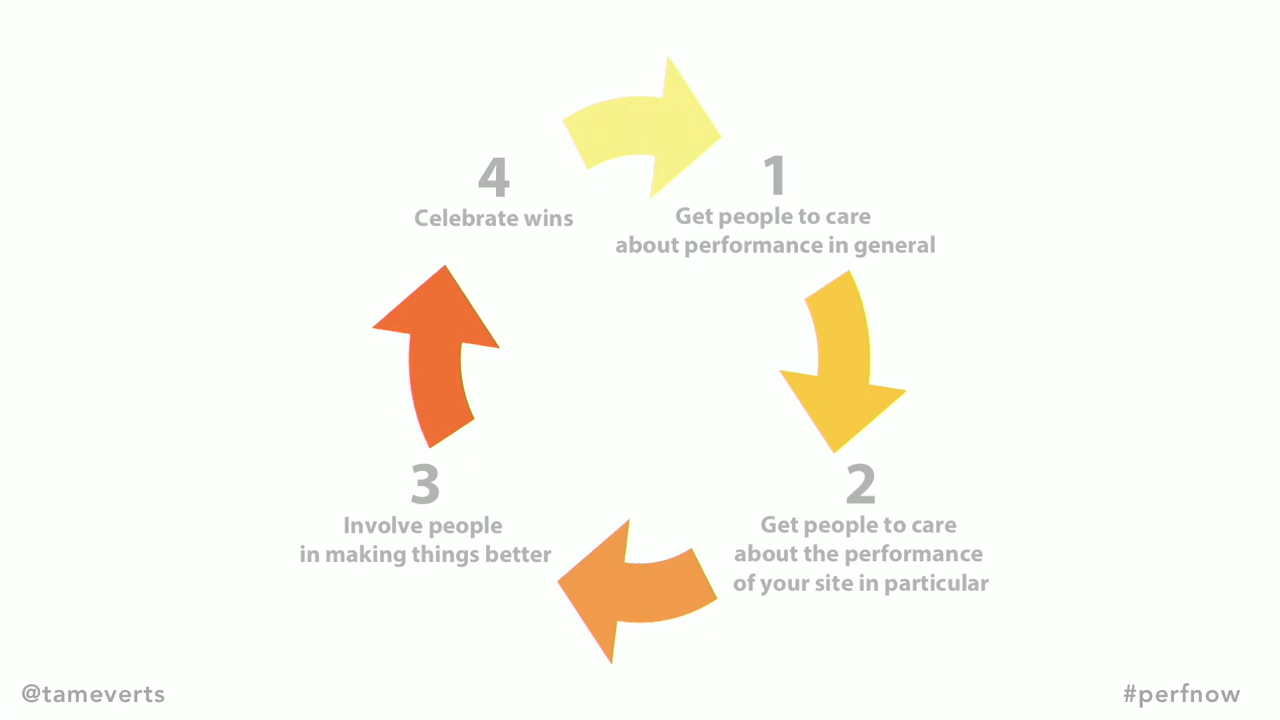 1
Get people to care
about performance in general
2
Get people to care
about the performance
of your site in particular
3
Involve people
in making things better
4
Celebrate wins
@tameverts
#perfnow